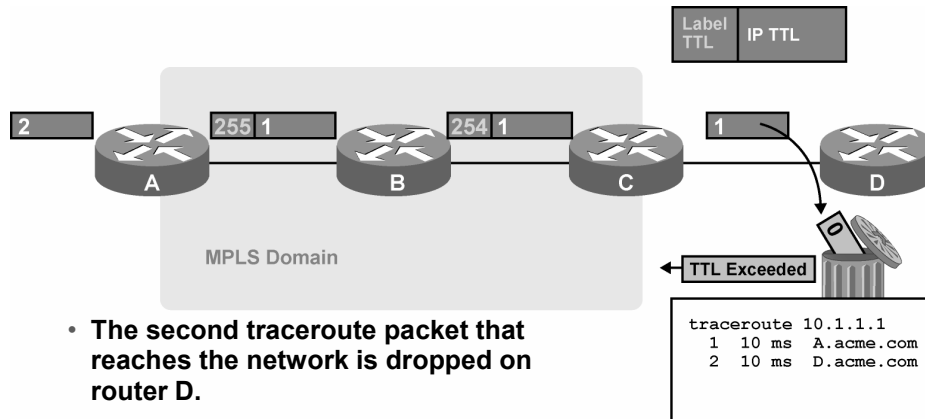 Label
TTL
IP TTL
2
255 1
254 1
1
A
B
C
D
0
MPLS Domain
TTL Exceeded
• The second traceroute packet that
reaches the network is dropped on
router D.
traceroute 10.1.1.1
1 10 ms A.acme.com
2 10 ms D.acme.com